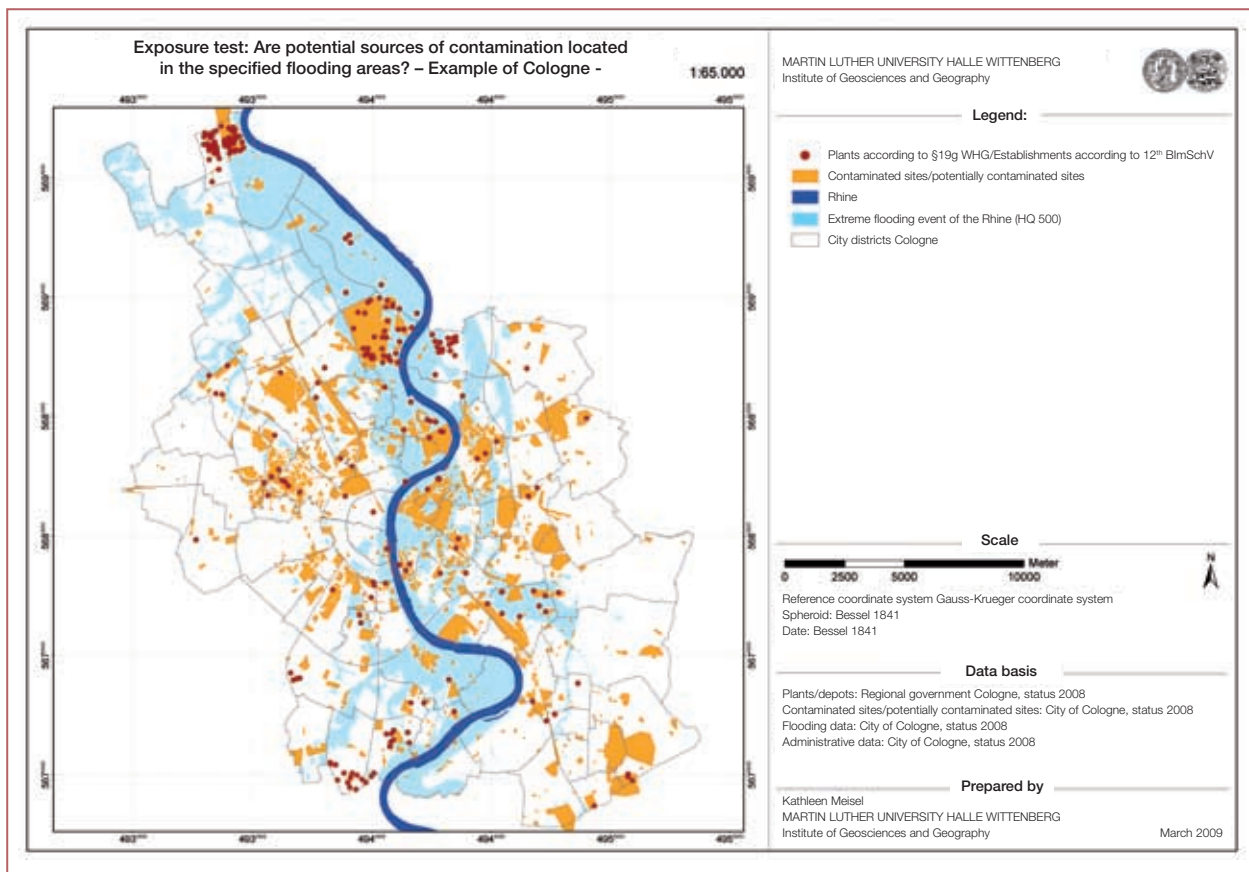 Exposure test: Are potential sources of contamination located
in the specified flooding areas? – Example of Cologne -
1:65.000
MARTIN LUTHER UNIVERSITY HALLE WITTENBERG
Institute of Geosciences and Geography
Legend:
Plants according to §19g WHG/Establishments according to 12th BImSchV
Contaminated sites/potentially contaminated sites
Rhine
Extreme flooding event of the Rhine (HQ 500)
City districts Cologne
Scale
Meter
0 2500 5000 10000
N
Reference coordinate system Gauss-Krueger coordinate system
Spheroid: Bessel 1841
Date: Bessel 1841
Data basis
Plants/depots: Regional government Cologne, status 2008
Contaminated sites/potentially contaminated sites: City of Cologne, status 2008
Flooding data: City of Cologne, status 2008
Administrative data: City of Cologne, status 2008
Prepared by
Kathleen Meisel
MARTIN LUTHER UNIVERSITY HALLE WITTENBERG
Institute of Geosciences and Geography
March 2009